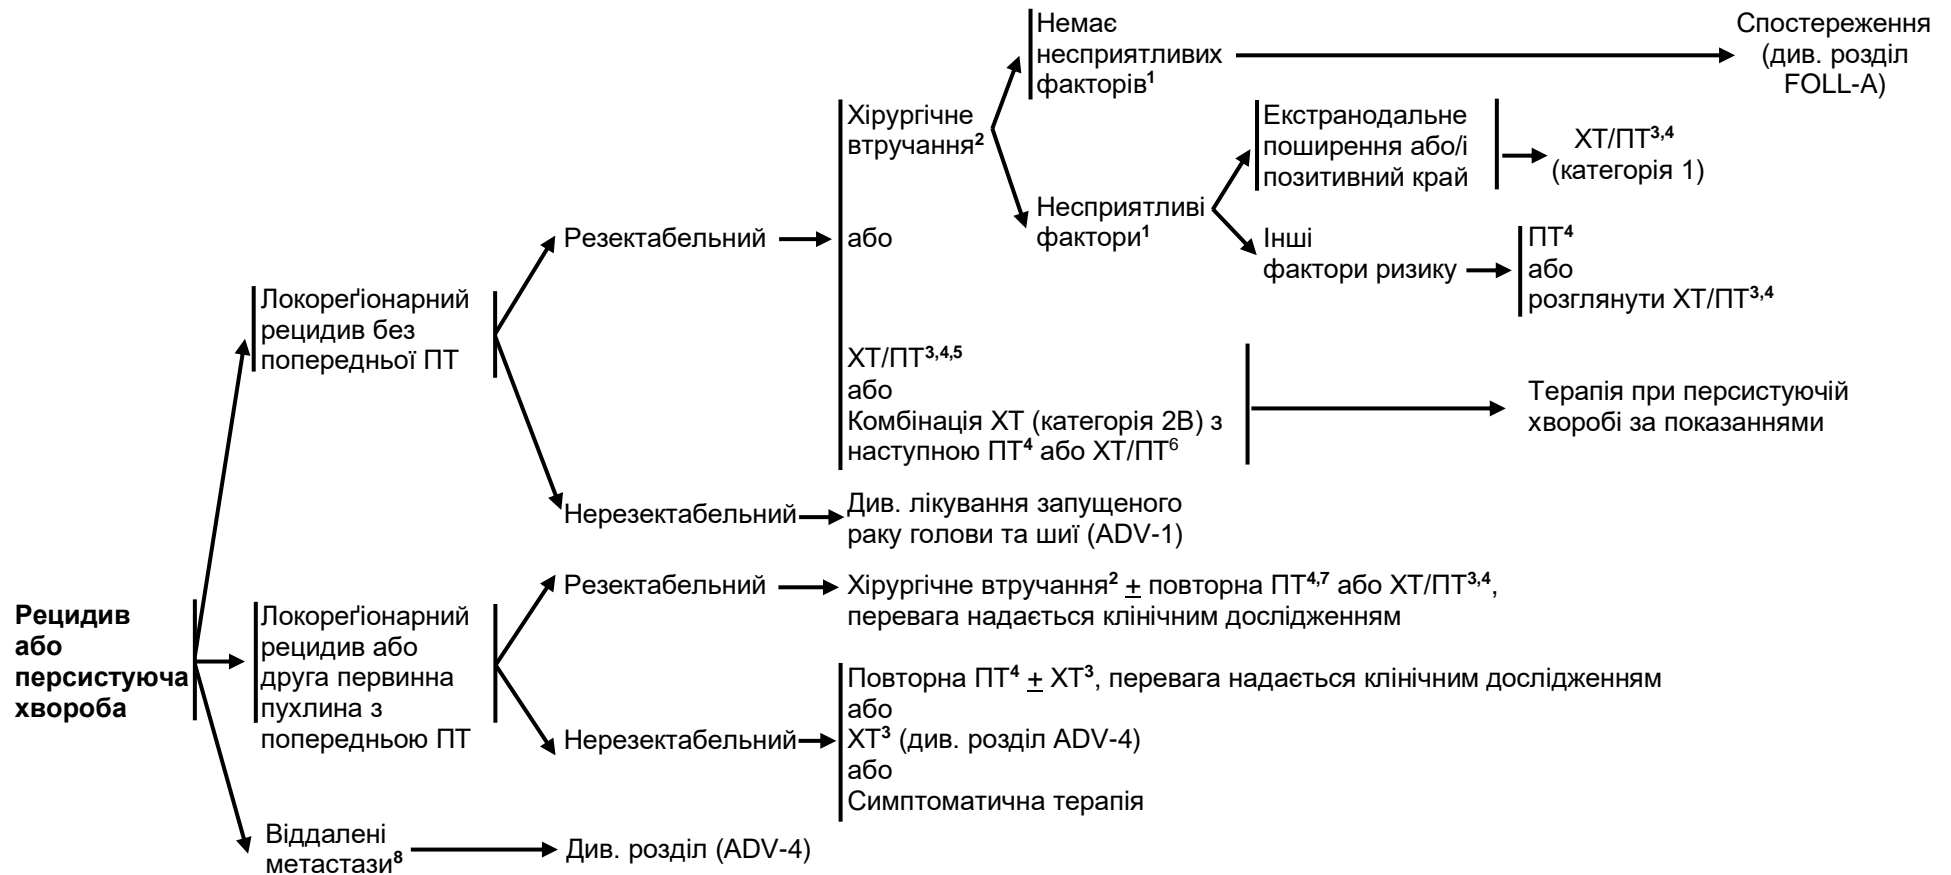 Немає
несприятливих
факторів¹
Спостереження
(див. розділ
FOLL-A)
Хірургічне
втручання²
Екстранодальне
поширення або/і
позитивний край
ХТ/ПТ³,⁴
(категорія 1)
Несприятливі
фактори¹
Інші
фактори ризику
ПТ⁴
або
розглянути ХТ/ПТ³,⁴
Резектабельний
або
Локореґіонарний
рецидив без
попередньої ПТ
ХТ/ПТ³,⁴,⁵
або
Комбінація ХТ (категорія 2В) з
наступною ПТ⁴ або ХТ/ПТ⁶
Терапія при персистуючій
хворобі за показаннями
Нерезектабельний
Див. лікування запущеного
раку голови та шиї (ADV-1)
Рецидив
або
персистуюча
хвороба
Локореґіонарний
рецидив або
друга первинна
пухлина з
попередньою ПТ
Резектабельний
Хірургічне втручання² ± повторна ПТ⁴,⁷ або ХТ/ПТ³,⁴,
перевага надається клінічним дослідженням
Нерезектабельний
Повторна ПТ⁴ ± ХТ³, перевага надається клінічним дослідженням
або
ХТ³ (див. розділ ADV-4)
або
Симптоматична терапія
Віддалені
метастази⁸
Див. розділ (ADV-4)